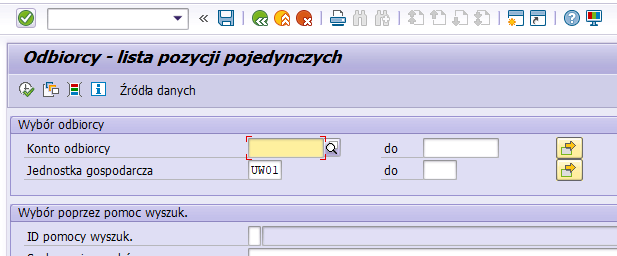 Odbiorcy - lista pozycji pojedynczych
Źródła danych
Wybór odbiorcy
Konto odbiorcy do
Jednostka gospodarcza UW01 do
Wybór poprzez pomoc wyszuk.
ID pomocy wyszuk.